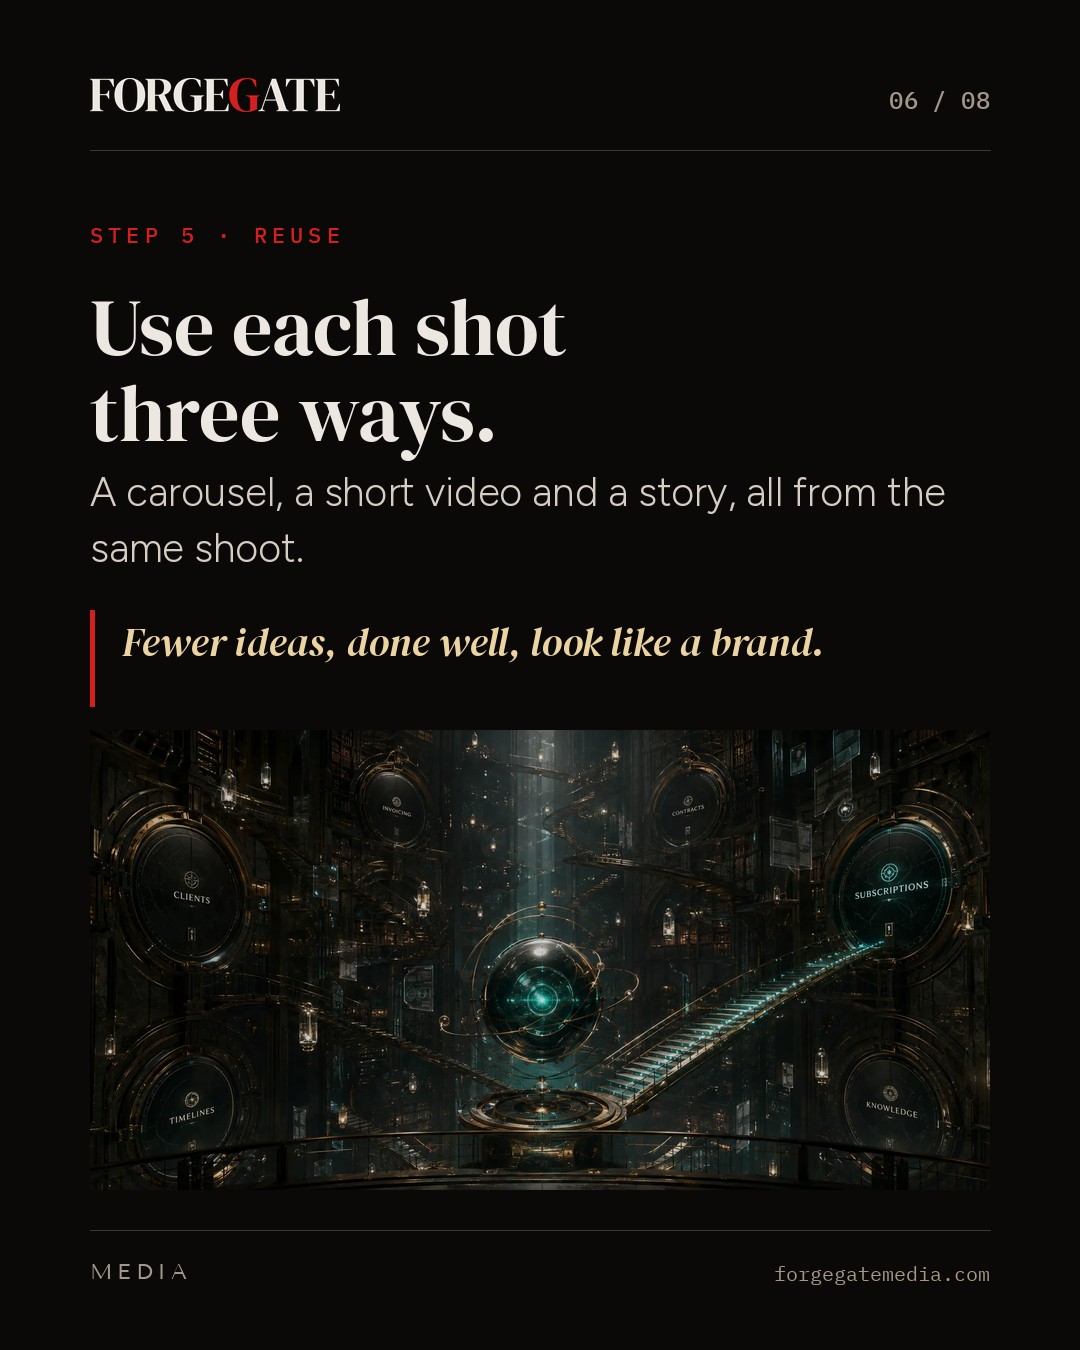 FORGEGATE
06 / 08
STEP 5 · REUSE
Use each shot
three ways.
A carousel, a short video and a story, all from the
same shoot.
Fewer ideas, done well, look like a brand.
INVOICING
CONTRACTS
CLIENTS
SUBSCRIPTIONS
TIMELINES
KNOWLEDGE
MEDIA
forgegatemedia.com